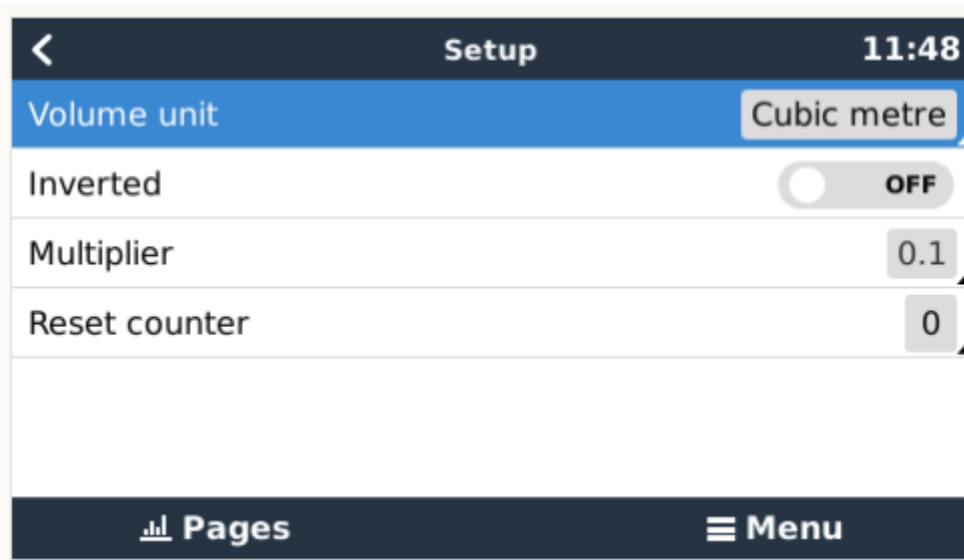 Setup 11:48
Volume unit Cubic metre
Inverted OFF
Multiplier 0.1
Reset counter 0
Pages Menu